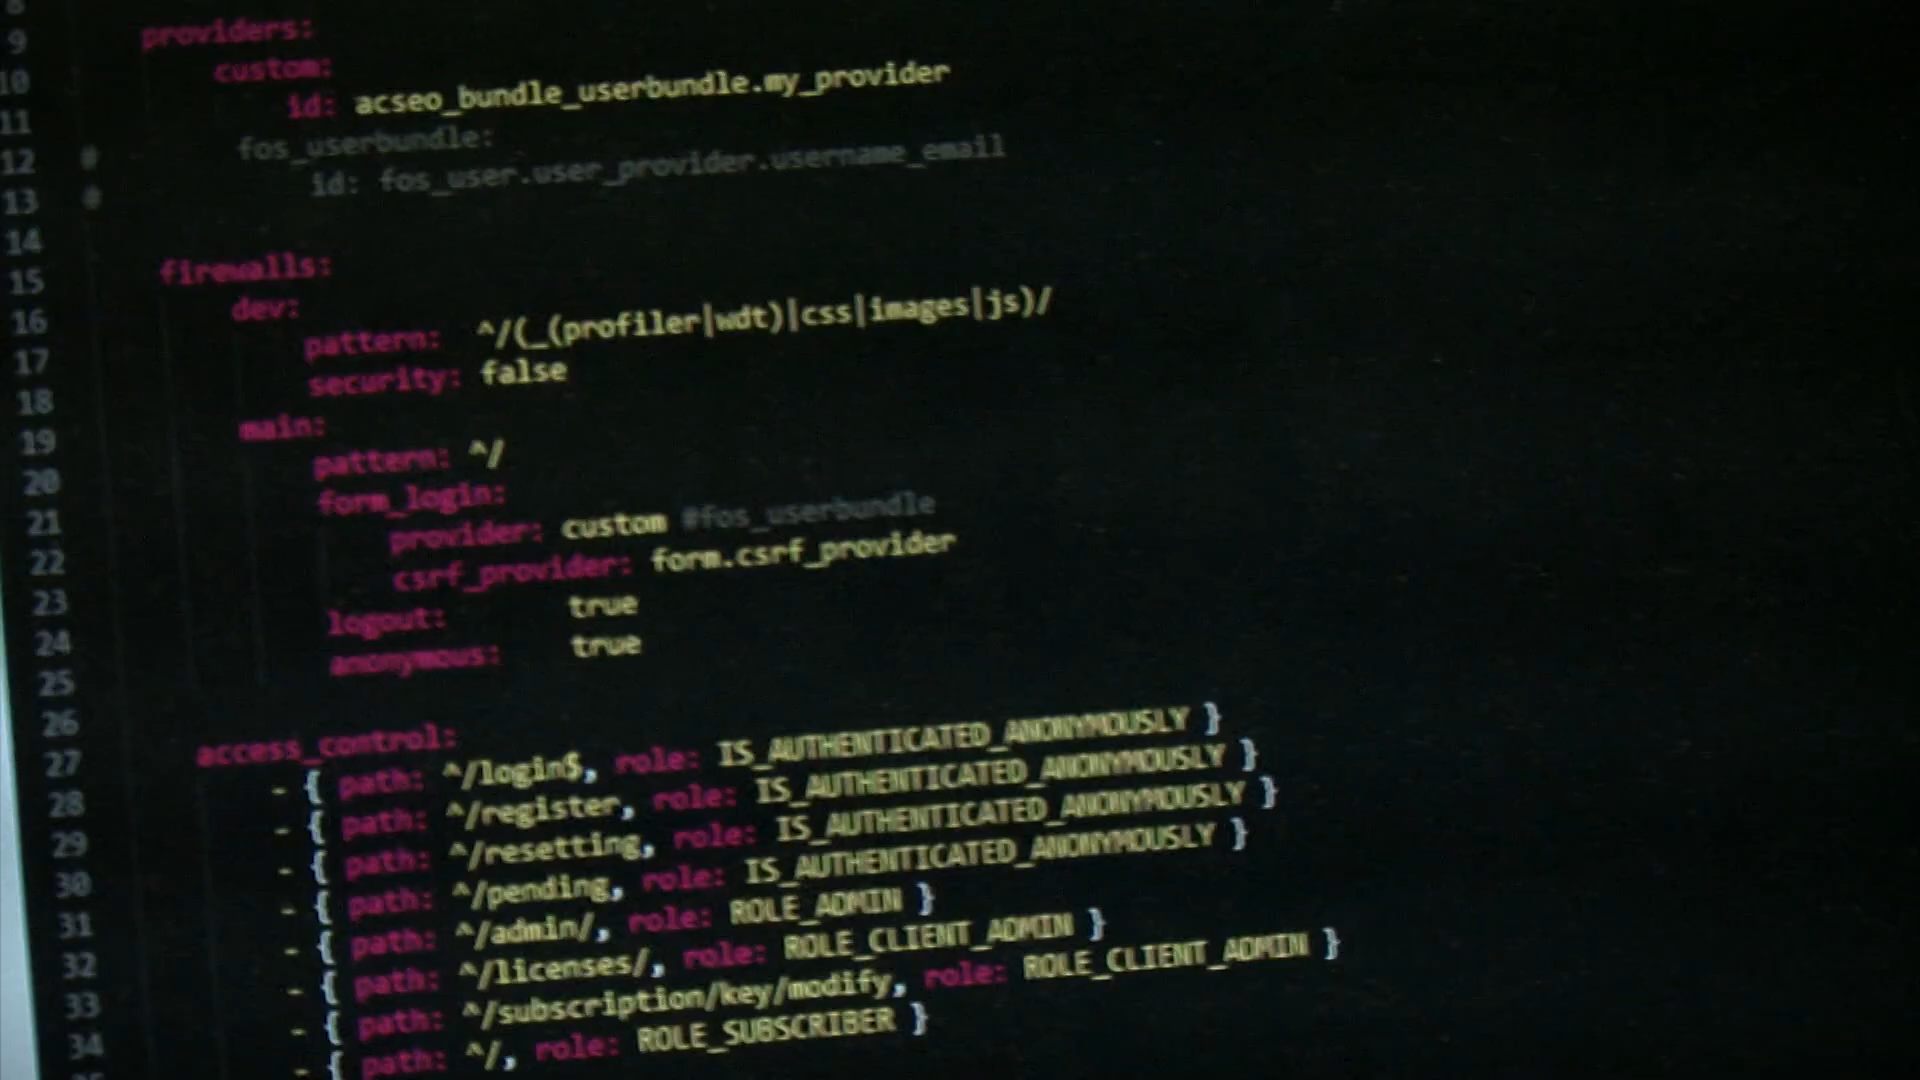 8
9 providers:
10 custom:
11 id: acseo_bundle_userbundle.my_provider
12 # fos_userbundle:
13 # id: fos_user.user_provider.username_email
14
15 firewalls:
16 dev:
17 pattern: ^/(_(profiler|wdt)|css|images|js)/
18 security: false
19 main:
20 pattern: ^/
21 form_login:
22 provider: custom #fos_userbundle
23 csrf_provider: form.csrf_provider
24 logout: true
25 anonymous: true
26
27 access_control:
28 - { path: ^/login$, role: IS_AUTHENTICATED_ANONYMOUSLY }
29 - { path: ^/register, role: IS_AUTHENTICATED_ANONYMOUSLY }
30 - { path: ^/resetting, role: IS_AUTHENTICATED_ANONYMOUSLY }
31 - { path: ^/pending, role: IS_AUTHENTICATED_ANONYMOUSLY }
32 - { path: ^/admin/, role: ROLE_ADMIN }
33 - { path: ^/licenses/, role: ROLE_CLIENT_ADMIN }
34 - { path: ^/subscription/key/modify, role: ROLE_CLIENT_ADMIN }
- { path: ^/, role: ROLE_SUBSCRIBER }